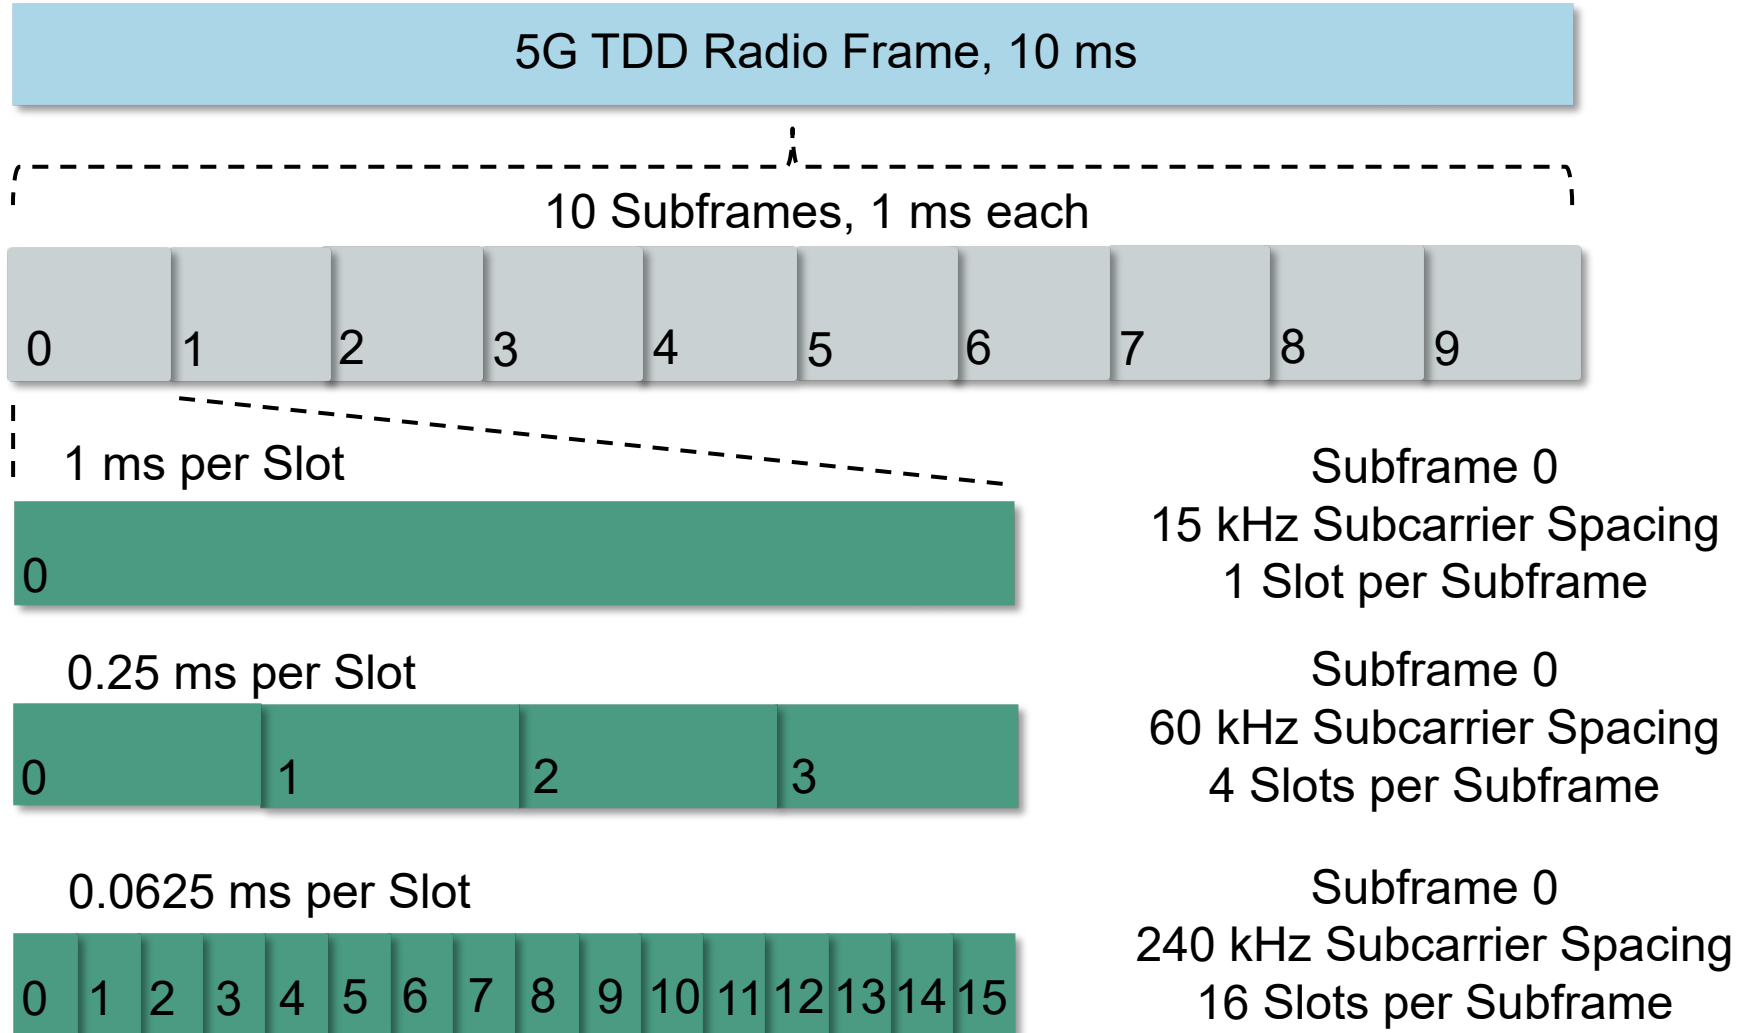 5G TDD Radio Frame, 10 ms
10 Subframes, 1 ms each
0 1 2 3 4 5 6 7 8 9
1 ms per Slot
0
Subframe 0
15 kHz Subcarrier Spacing
1 Slot per Subframe
0.25 ms per Slot
0 1 2 3
Subframe 0
60 kHz Subcarrier Spacing
4 Slots per Subframe
0.0625 ms per Slot
0 1 2 3 4 5 6 7 8 9 10 11 12 13 14 15
Subframe 0
240 kHz Subcarrier Spacing
16 Slots per Subframe